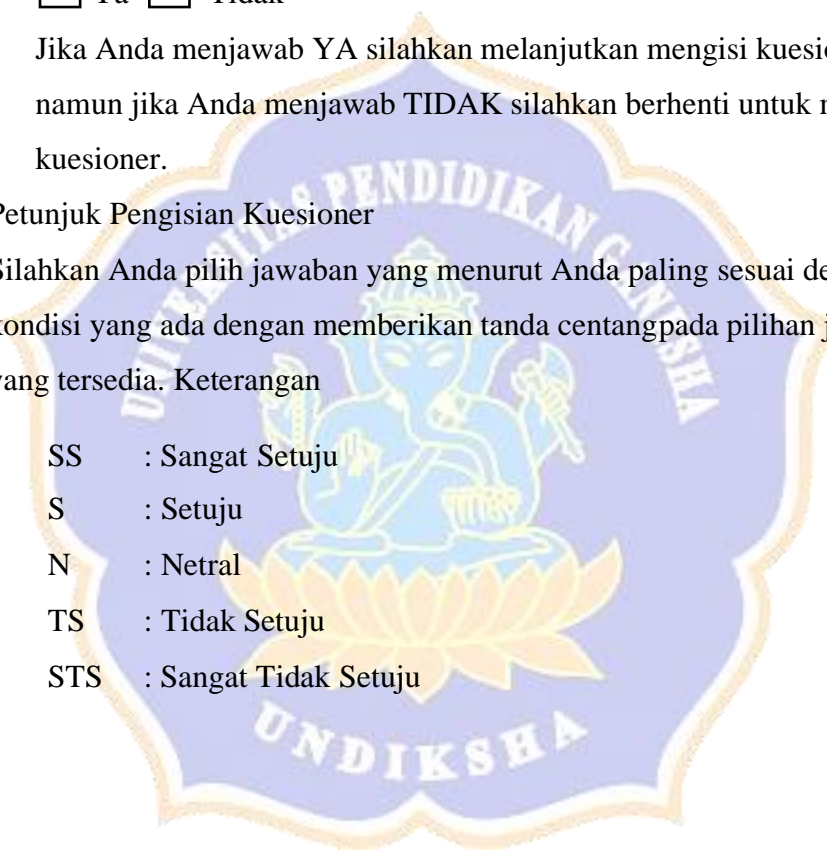 Ya Tidak
Jika Anda menjawab YA silahkan melanjutkan mengisi
namun jika Anda menjawab TIDAK silahkan berhenti untuk
kuesioner.
Petunjuk Pengisian Kuesioner
Silahkan Anda pilih jawaban yang menurut Anda paling sesuai
kondisi yang ada dengan memberikan tanda centangpada pilihan
yang tersedia. Keterangan
SS : Sangat Setuju
S : Setuju
N : Netral
TS : Tidak Setuju
STS : Sangat Tidak Setuju
UNIVERSITAS PENDIDIKAN GANESHA
UNDIKSHA